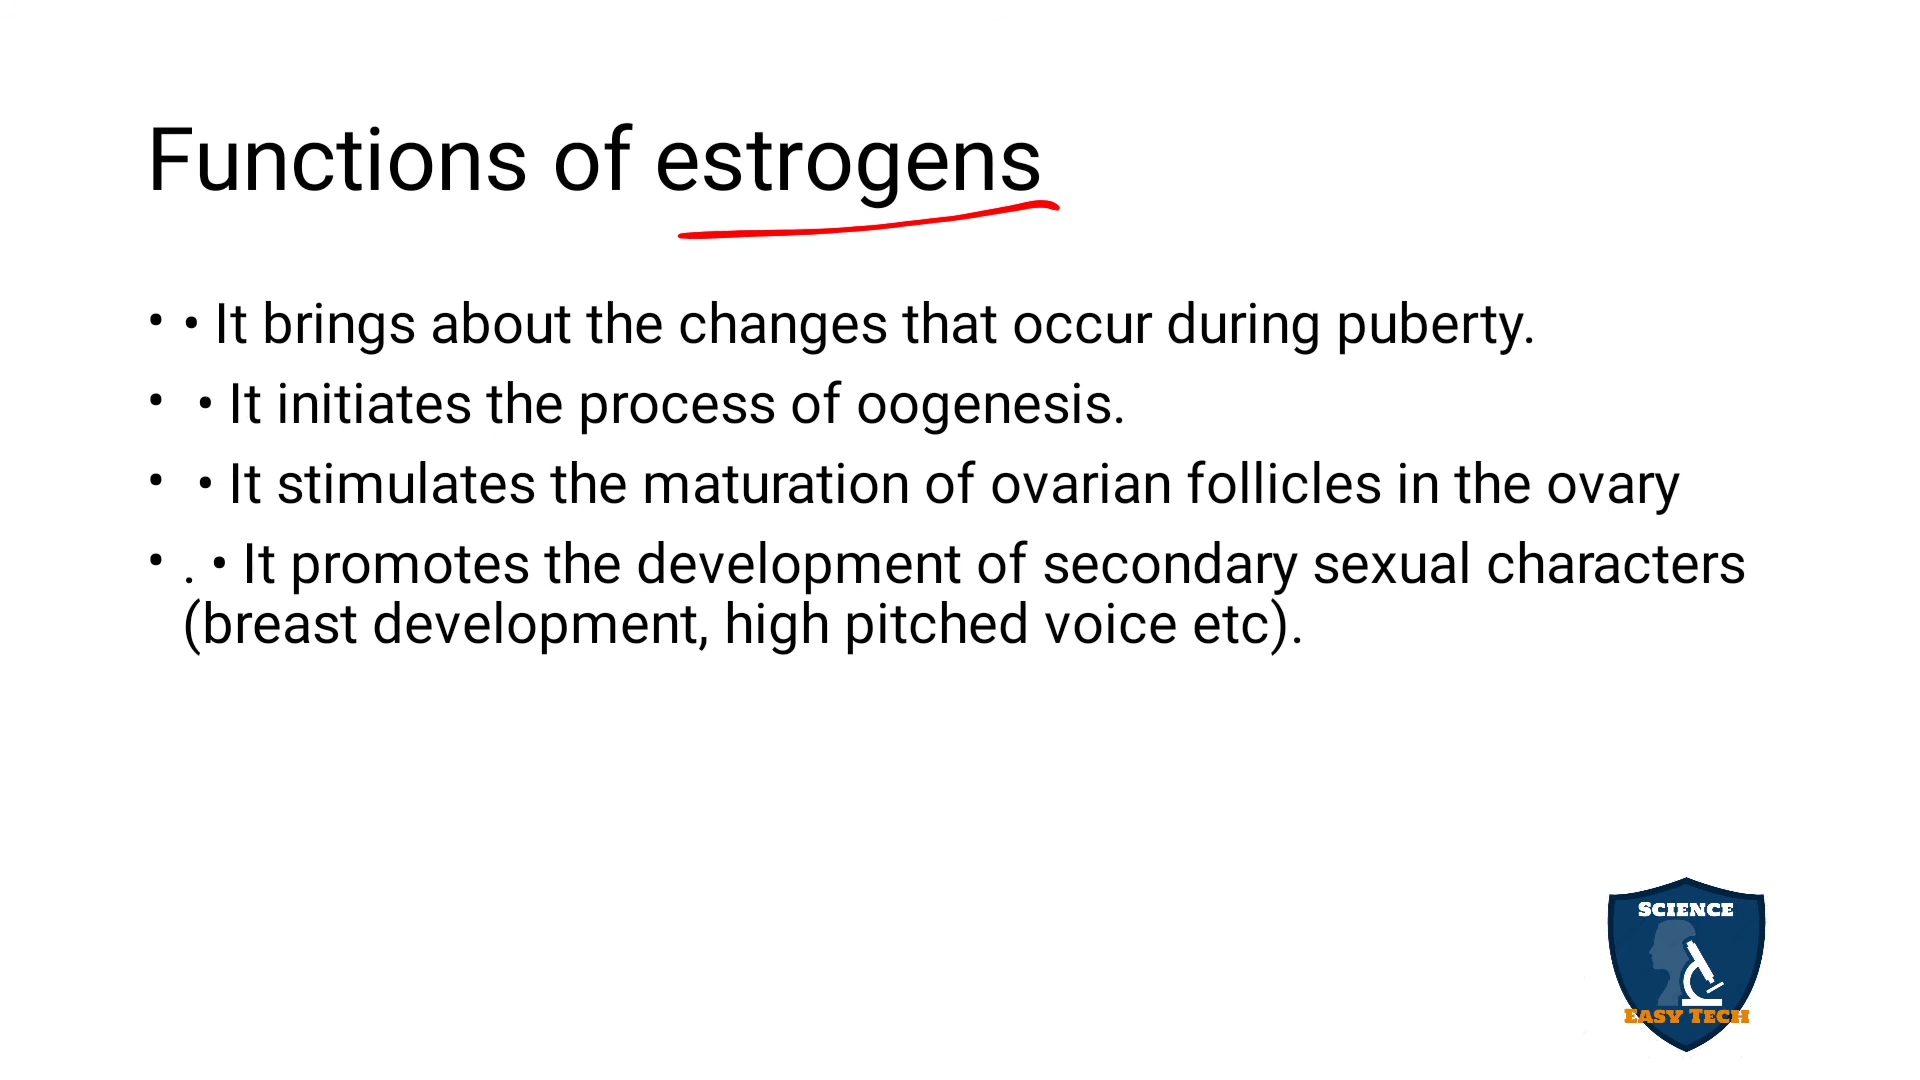 Functions of estrogens
• • It brings about the changes that occur during puberty.
• • It initiates the process of oogenesis.
• • It stimulates the maturation of ovarian follicles in the ovary
• . • It promotes the development of secondary sexual characters
(breast development, high pitched voice etc).
SCIENCE
EASY TECH